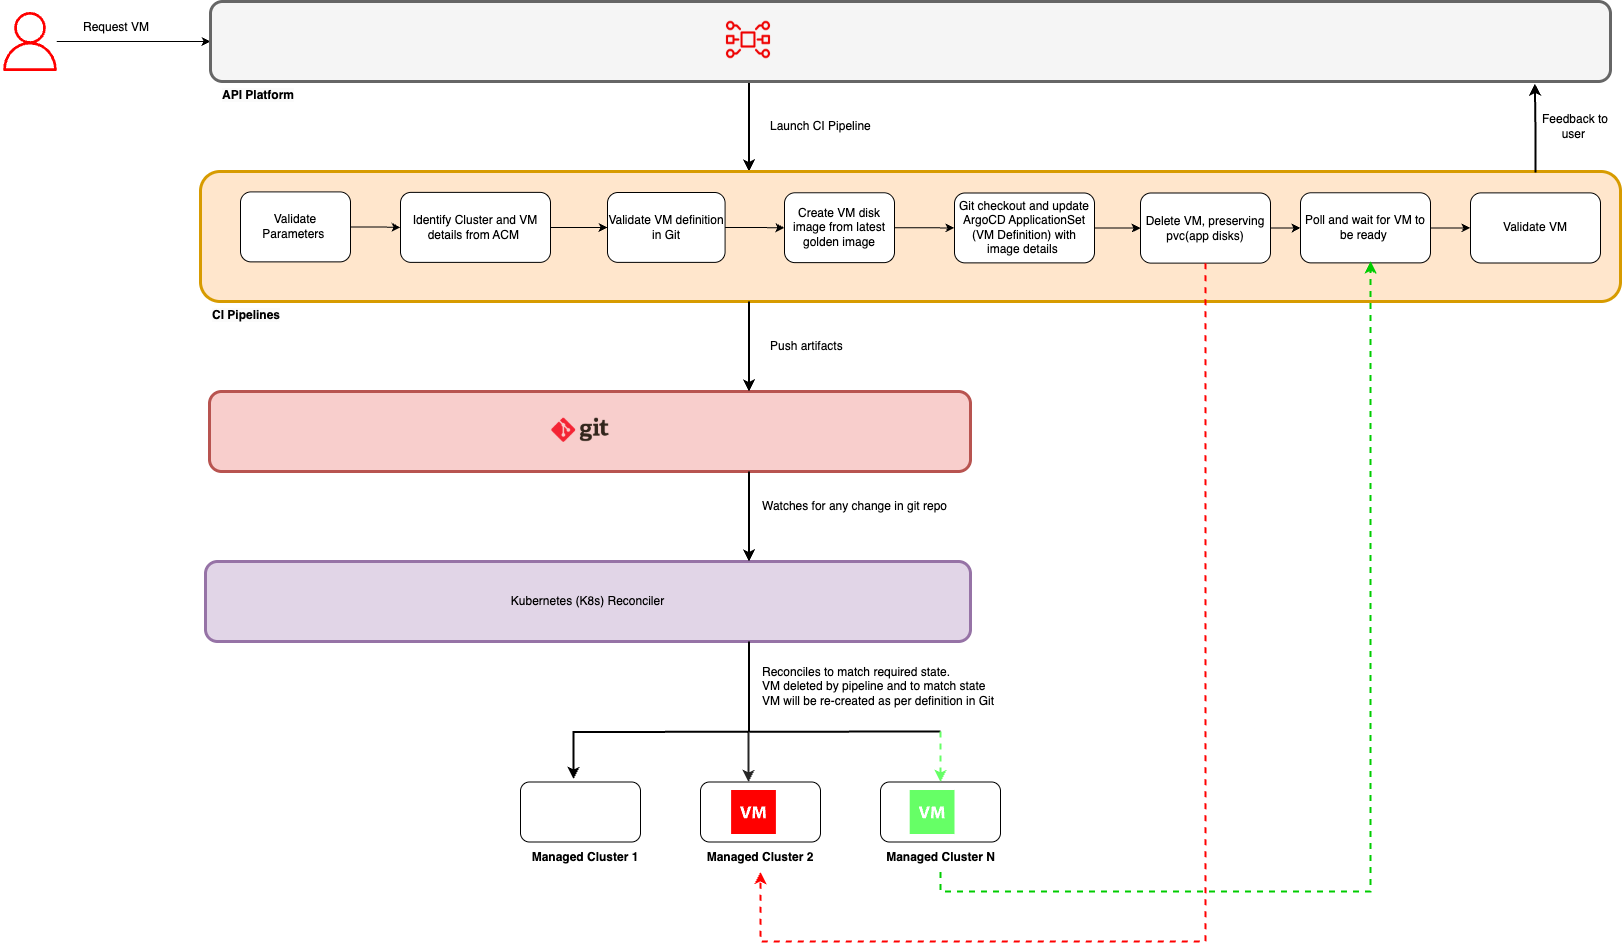 Request VM
API Platform
Launch CI Pipeline
Feedback to
user
Validate
Parameters
Identify Cluster and VM
details from ACM
Validate VM definition
in Git
Create VM disk
image from latest
golden image
Git checkout and update
ArgoCD ApplicationSet
(VM Definition) with
image details
Delete VM, preserving
pvc(app disks)
Poll and wait for VM to
be ready
Validate VM
CI Pipelines
Push artifacts
git
Watches for any change in git repo
Kubernetes (K8s) Reconciler
Reconciles to match required state.
VM deleted by pipeline and to match state
VM will be re-created as per definition in Git
VM
VM
Managed Cluster 1
Managed Cluster 2
Managed Cluster N